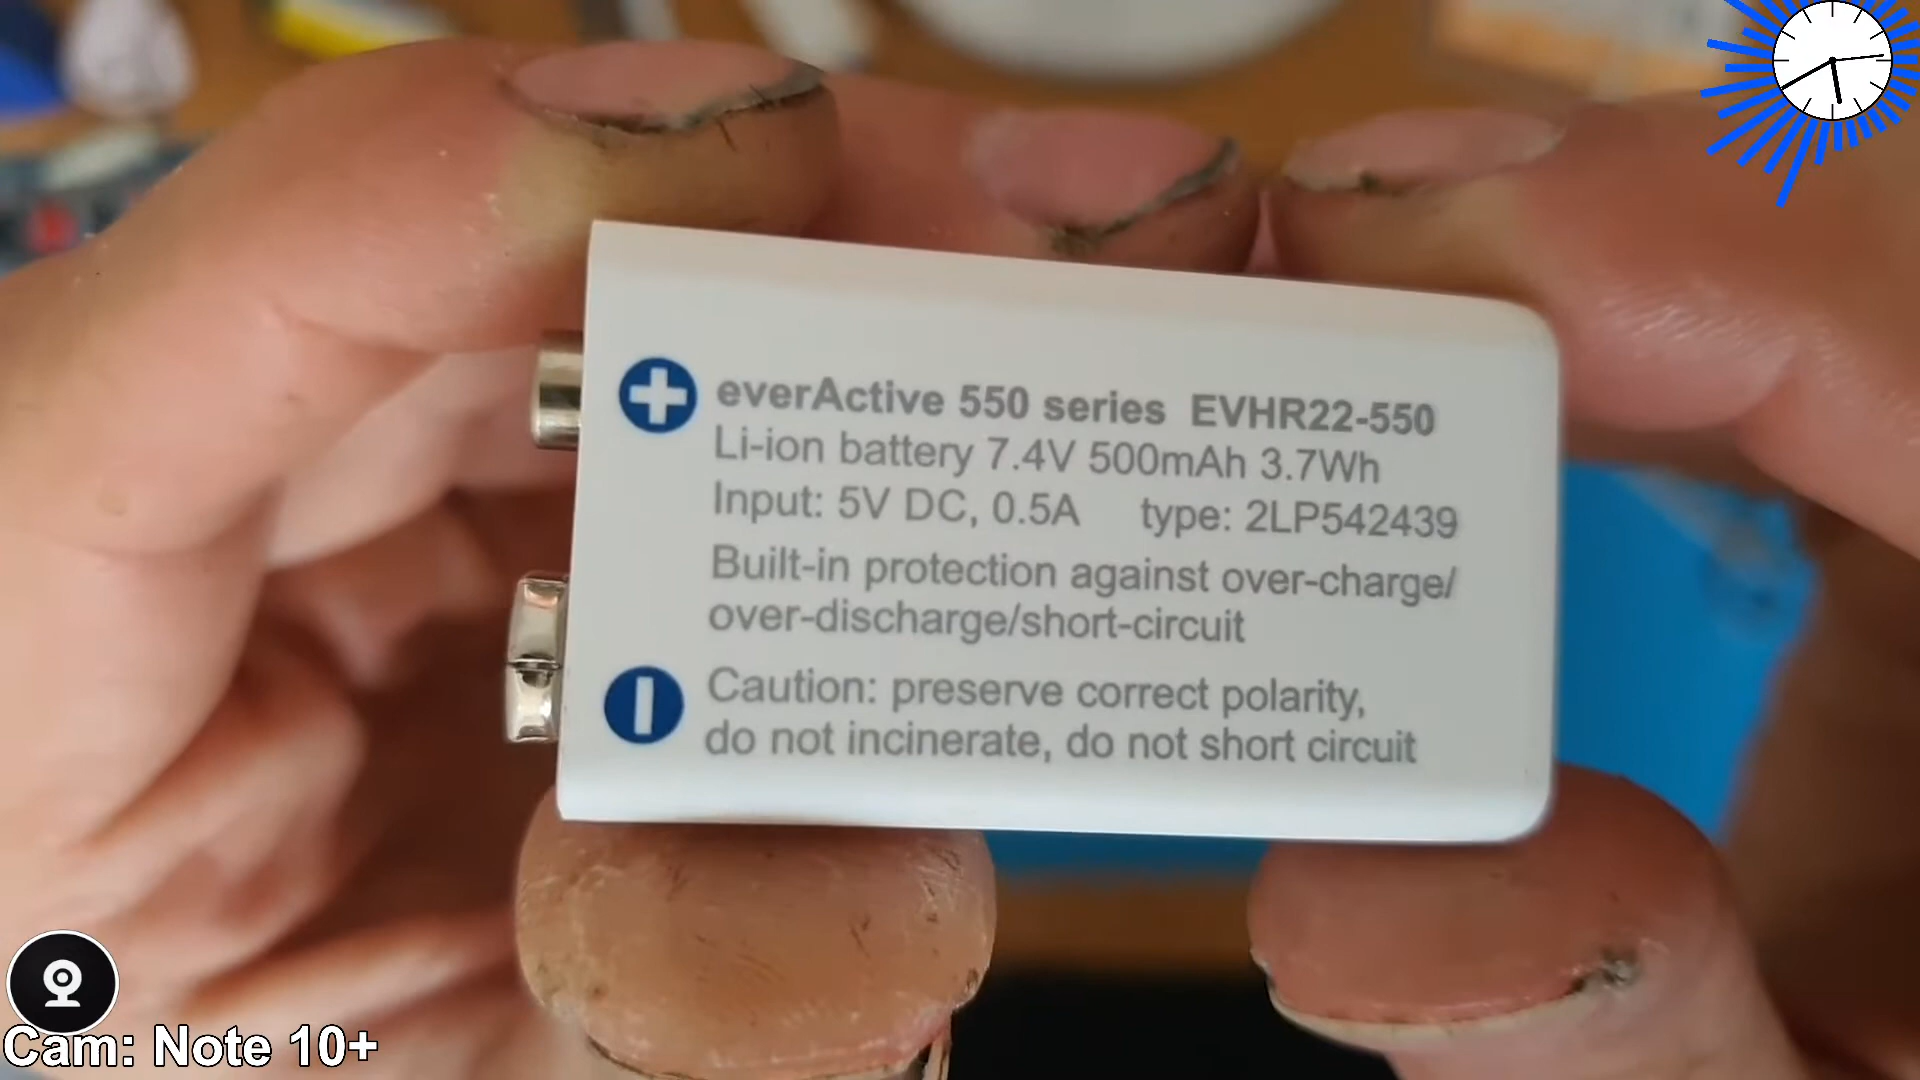 everActive 550 series EVHR22-550
Li-ion battery 7.4V 500mAh 3.7Wh
Input: 5V DC, 0.5A type: 2LP542439
Built-in protection against over-charge/
over-discharge/short-circuit
Caution: preserve correct polarity,
do not incinerate, do not short circuit
Cam: Note 10+